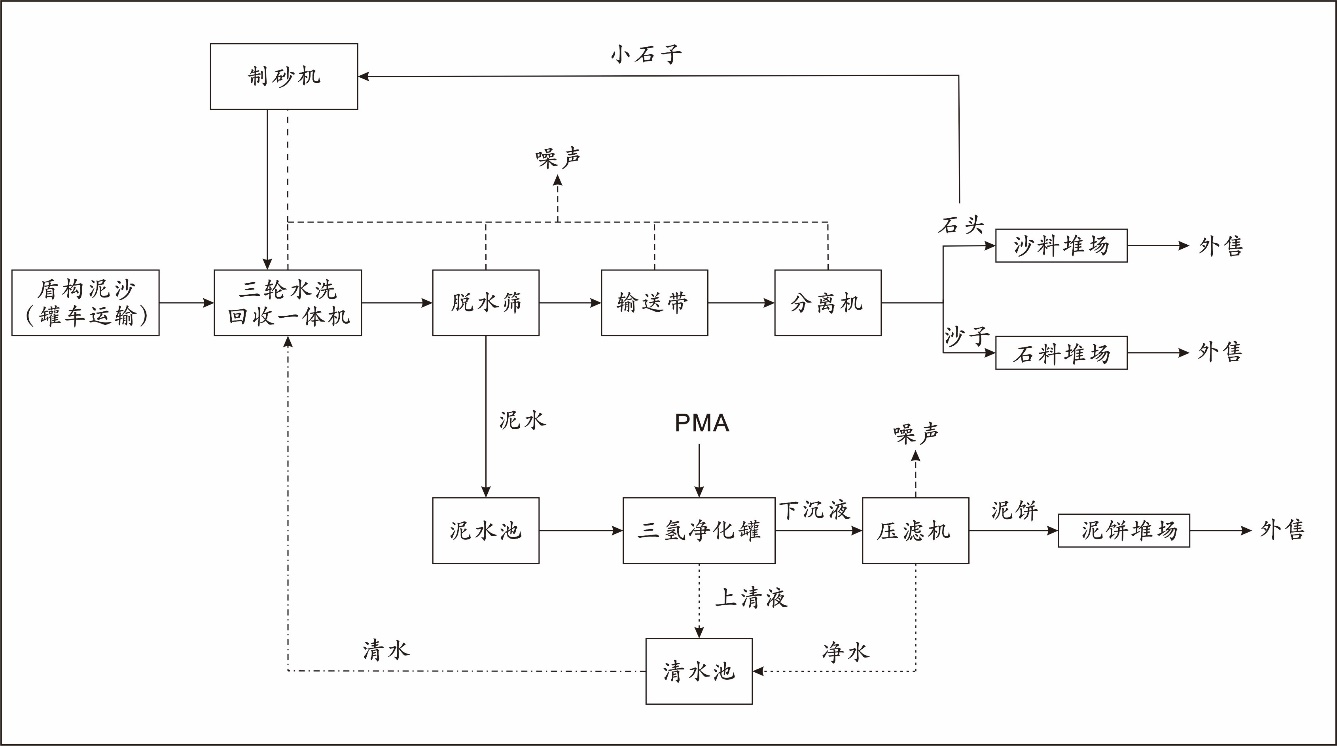 小石子
制砂机
噪声
石头
沙料堆场
外售
盾构泥沙
(罐车运输)
三轮水洗
回收一体机
脱水筛
输送带
分离机
沙子
石料堆场
外售
泥水
PMA
噪声
泥水池
三氢净化罐
下沉液
压滤机
泥饼
泥饼堆场
外售
上清液
清水
清水池
净水